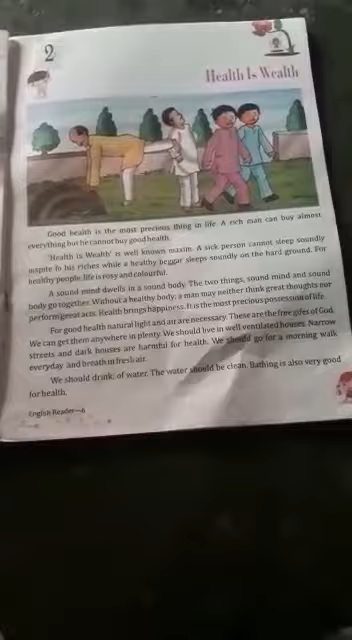 2
Health Is Wealth
Good health is the most precious thing in life. A rich man can buy almost
everything but he cannot buy good health.
'Health is Wealth' is well known maxim. A sick person cannot sleep soundly
inspite fo his riches while a healthy beggar sleeps soundly on the hard ground. For
healthy people, life is rosy and colourful.
A sound mind dwells in a sound body. The two things, sound mind and sound
body go together. Without a healthy body, a man may neither think great thoughts nor
perform great acts. Health brings happiness. It is the most precious possession of life.
For good health natural light and air are necessary. These are the free gifes of God.
We can get them anywhere in plenty. We should live in well ventilated houses. Narrow
streets and dark houses are harmful for health. We should go for a morning walk
everyday and breath in fresh air.
We should drink, of water. The water should be clean. Bathing is also very good
for health.
English Reader—6